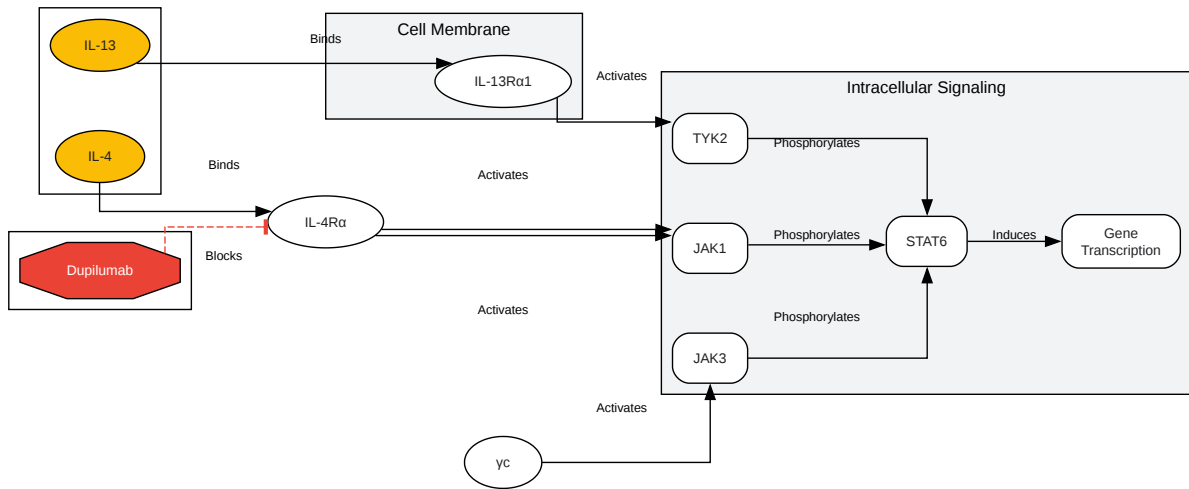 IL-13
Binds
Cell Membrane
IL-13Rα1
Activates
Intracellular Signaling
TYK2
Phosphorylates
IL-4
Binds
Activates
IL-4Rα
Blocks
Dupilumab
JAK1
Phosphorylates
STAT6
Induces
Gene
Transcription
Activates
Phosphorylates
JAK3
Activates
γc